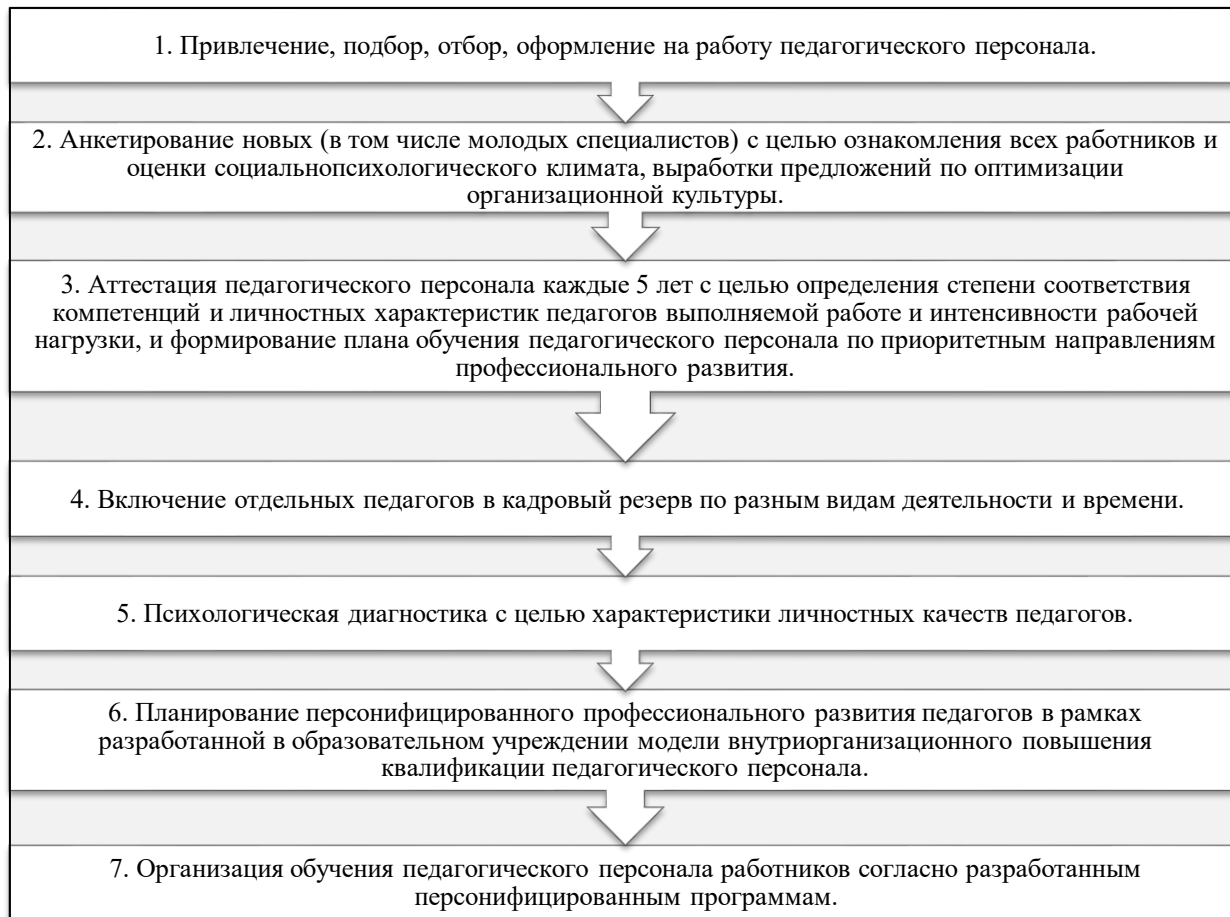 1. Привлечение, подбор, отбор, оформление на работу педагогического персонала.
2. Анкетирование новых (в том числе молодых специалистов) с целью ознакомления всех работников и
оценки социальнопсихологического климата, выработки предложений по оптимизации
организационной культуры.
3. Аттестация педагогического персонала каждые 5 лет с целью определения степени соответствия
компетенций и личностных характеристик педагогов выполняемой работе и интенсивности рабочей
нагрузки, и формирование плана обучения педагогического персонала по приоритетным направлениям
профессионального развития.
4. Включение отдельных педагогов в кадровый резерв по разным видам деятельности и времени.
5. Психологическая диагностика с целью характеристики личностных качеств педагогов.
6. Планирование персонифицированного профессионального развития педагогов в рамках
разработанной в образовательном учреждении модели внутриорганизационного повышения
квалификации педагогического персонала.
7. Организация обучения педагогического персонала работников согласно разработанным
персонифицированным программам.